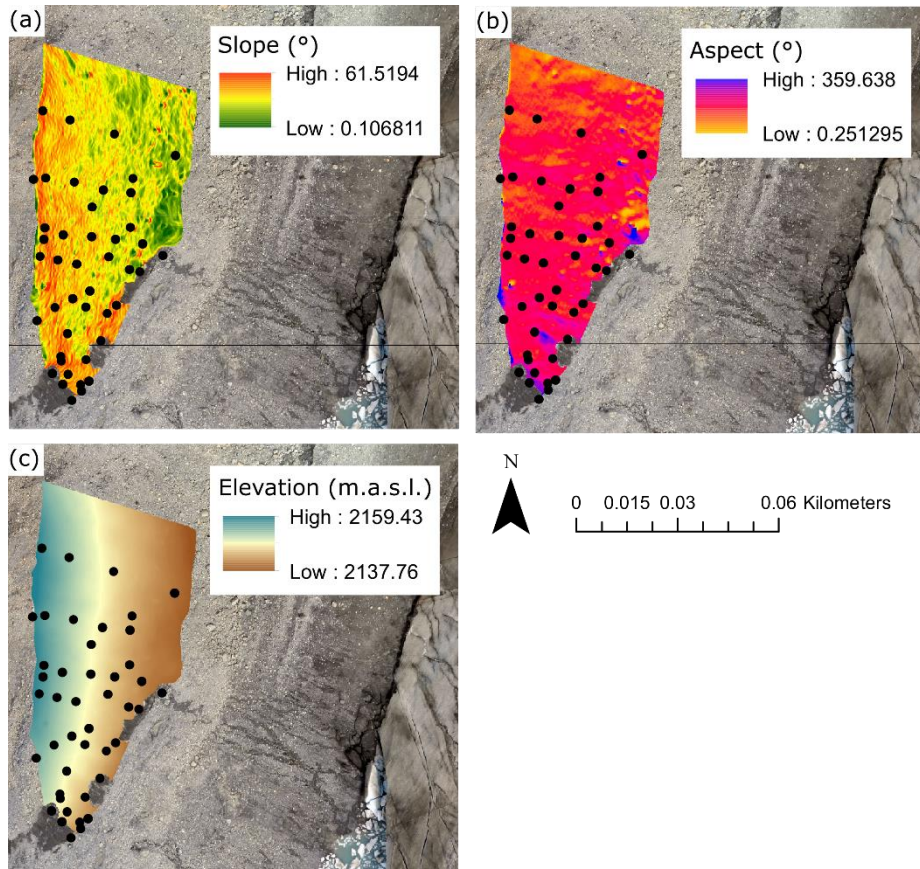 (a)
Slope (°)
High : 61.5194
Low : 0.106811
(b)
Aspect (°)
High : 359.638
Low : 0.251295
(c)
Elevation (m.a.s.l.)
High : 2159.43
Low : 2137.76
N
0 0.015 0.03 0.06 Kilometers